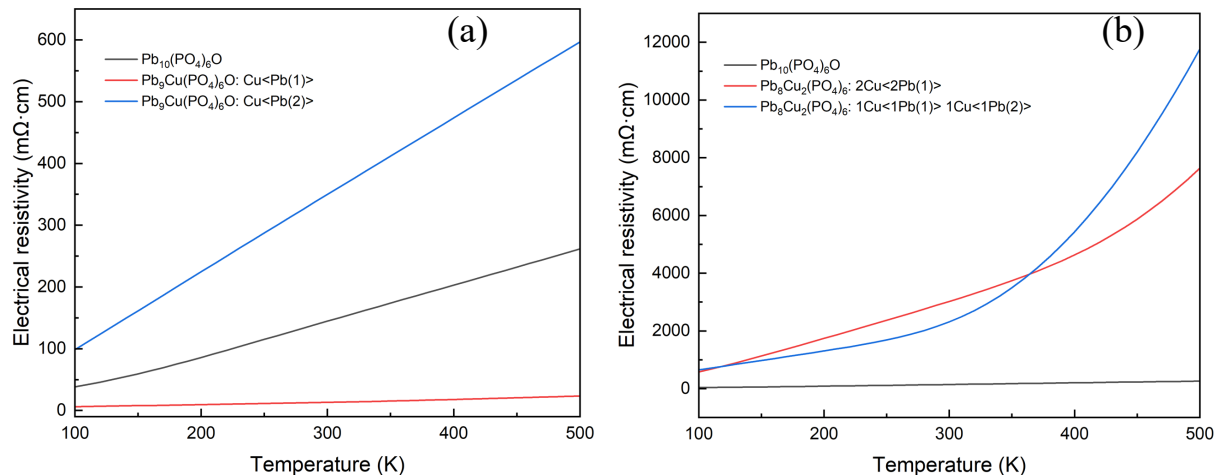 (a)
Pb₁₀(PO₄)₆O
Pb₉Cu(PO₄)₆O: Cu<Pb(1)>
Pb₉Cu(PO₄)₆O: Cu<Pb(2)>
Electrical resistivity (mΩ·cm)
600
500
400
300
200
100
0
100
200
300
400
500
Temperature (K)
(b)
Pb₁₀(PO₄)₆O
Pb₈Cu₂(PO₄)₆: 2Cu<2Pb(1)>
Pb₈Cu₂(PO₄)₆: 1Cu<1Pb(1)> 1Cu<1Pb(2)>
Electrical resistivity (mΩ·cm)
12000
10000
8000
6000
4000
2000
0
100
200
300
400
500
Temperature (K)